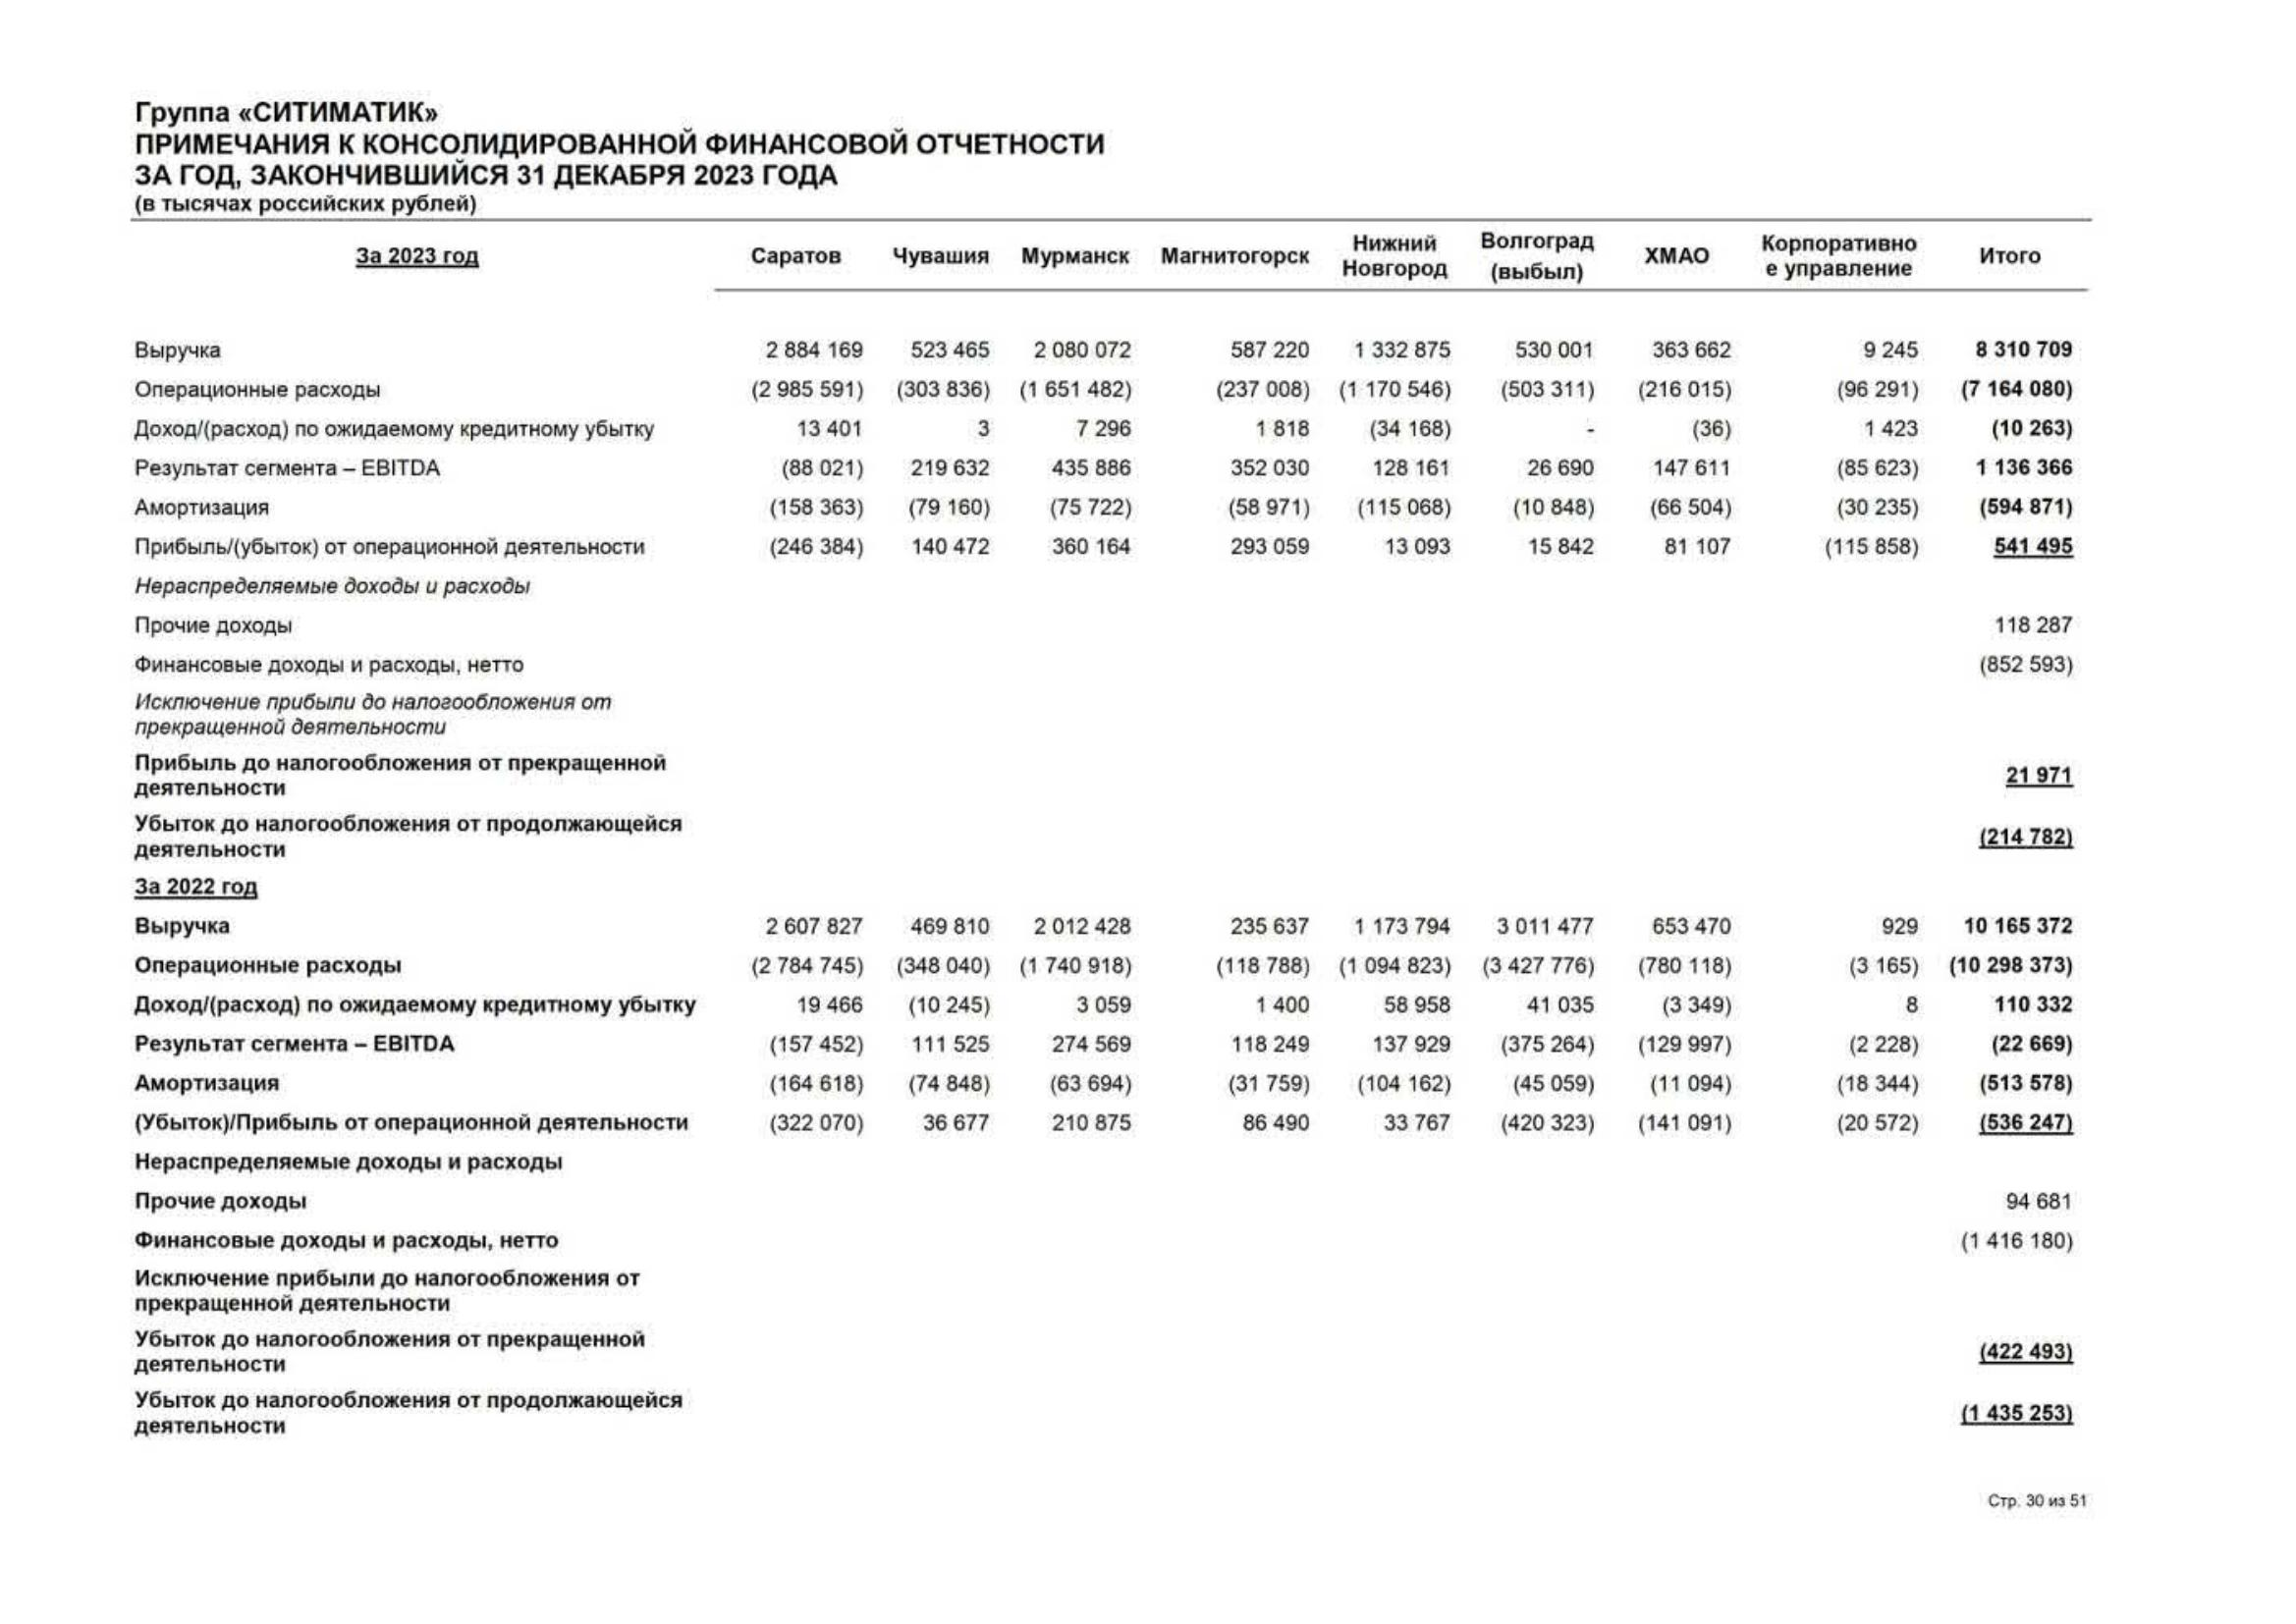 Группа «СИТИМАТИК»
ПРИМЕЧАНИЯ К КОНСОЛИДИРОВАННОЙ ФИНАНСОВОЙ ОТЧЕТНОСТИ
ЗА ГОД, ЗАКОНЧИВШИЙСЯ 31 ДЕКАБРЯ 2023 ГОДА
(в тысячах российских рублей)
За 2023 год Саратов Чувашия Мурманск Магнитогорск Нижний Новгород Волгоград (выбыл) ХМАО Корпоративно е управление Итого
Выручка 2 884 169 523 465 2 080 072 587 220 1 332 875 530 001 363 662 9 245 8 310 709
Операционные расходы (2 985 591) (303 836) (1 651 482) (237 008) (1 170 546) (503 311) (216 015) (96 291) (7 164 080)
Доход/(расход) по ожидаемому кредитному убытку 13 401 3 7 296 1 818 (34 168) - (36) 1 423 (10 263)
Результат сегмента – EBITDA (88 021) 219 632 435 886 352 030 128 161 26 690 147 611 (85 623) 1 136 366
Амортизация (158 363) (79 160) (75 722) (58 971) (115 068) (10 848) (66 504) (30 235) (594 871)
Прибыль/(убыток) от операционной деятельности (246 384) 140 472 360 164 293 059 13 093 15 842 81 107 (115 858) 541 495
Нераспределяемые доходы и расходы
Прочие доходы 118 287
Финансовые доходы и расходы, нетто (852 593)
Исключение прибыли до налогообложения от
прекращенной деятельности
Прибыль до налогообложения от прекращенной
деятельности 21 971
Убыток до налогообложения от продолжающейся
деятельности (214 782)
За 2022 год
Выручка 2 607 827 469 810 2 012 428 235 637 1 173 794 3 011 477 653 470 929 10 165 372
Операционные расходы (2 784 745) (348 040) (1 740 918) (118 788) (1 094 823) (3 427 776) (780 118) (3 165) (10 298 373)
Доход/(расход) по ожидаемому кредитному убытку 19 466 (10 245) 3 059 1 400 58 958 41 035 (3 349) 8 110 332
Результат сегмента – EBITDA (157 452) 111 525 274 569 118 249 137 929 (375 264) (129 997) (2 228) (22 669)
Амортизация (164 618) (74 848) (63 694) (31 759) (104 162) (45 059) (11 094) (18 344) (513 578)
(Убыток)/Прибыль от операционной деятельности (322 070) 36 677 210 875 86 490 33 767 (420 323) (141 091) (20 572) (536 247)
Нераспределяемые доходы и расходы
Прочие доходы 94 681
Финансовые доходы и расходы, нетто (1 416 180)
Исключение прибыли до налогообложения от
прекращенной деятельности
Убыток до налогообложения от прекращенной
деятельности (422 493)
Убыток до налогообложения от продолжающейся
деятельности (1 435 253)
Стр. 30 из 51